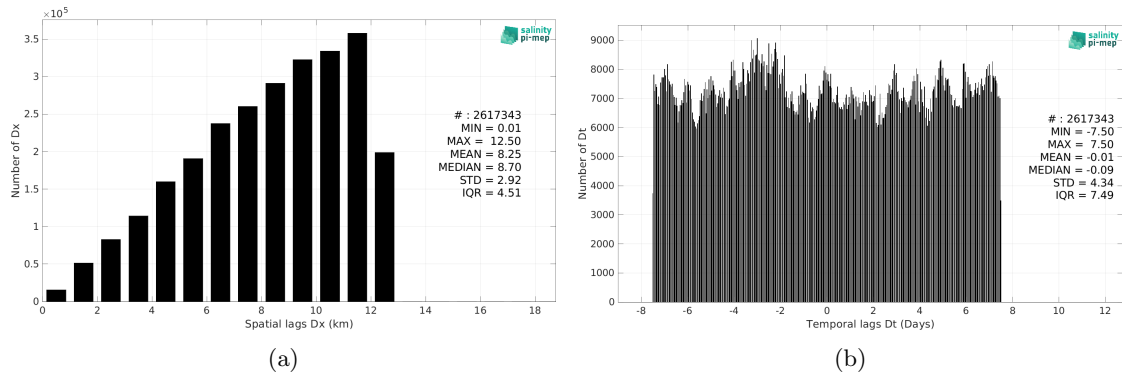 ×10⁵
3.5
3
2.5
2
1.5
1
0.5
0
0 2 4 6 8 10 12 14 16 18
Number of Dx
Spatial lags Dx (km)
salinity
pi-mep
# : 2617343
MIN = 0.01
MAX = 12.50
MEAN = 8.25
MEDIAN = 8.70
STD = 2.92
IQR = 4.51
(a)
9000
8000
7000
6000
5000
4000
3000
2000
1000
0
-8 -6 -4 -2 0 2 4 6 8 10 12
Number of Dt
Temporal lags Dt (Days)
salinity
pi-mep
# : 2617343
MIN = -7.50
MAX = 7.50
MEAN = -0.01
MEDIAN = -0.09
STD = 4.34
IQR = 7.49
(b)